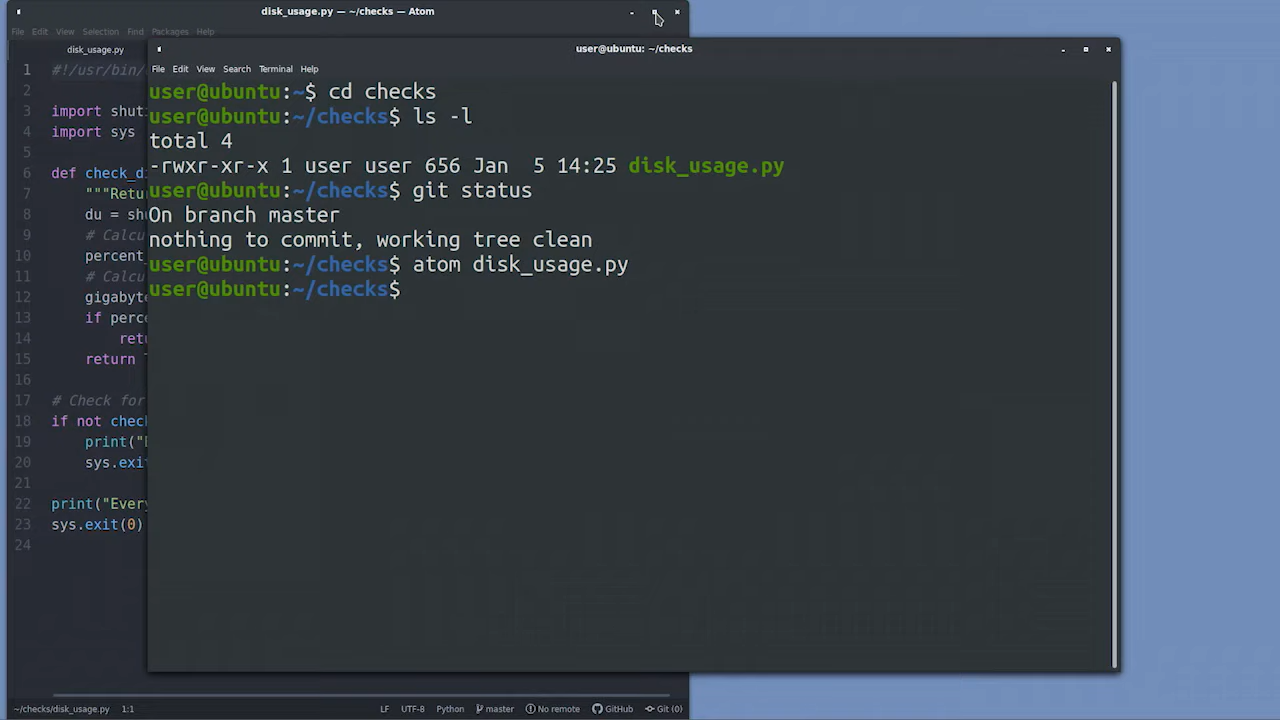 disk_usage.py — ~/checks — Atom
File Edit View Selection Find Packages Help
disk_usage.py
1 #!/usr/bin/
2
3 import shut
4 import sys
5
6 def check_d
7 """Retu
8 du = shu
9 # Calcu
10 percent_
11 # Calcu
12 gigabyte
13 if perce
14 retu
15 return
16
17 # Check for
18 if not check
19 print("
20 sys.exit
21
22 print("Every
23 sys.exit(0)
24
~/checks/disk_usage.py 1:1 LF UTF-8 Python master No remote GitHub Git (0)
user@ubuntu: ~/checks
File Edit View Search Terminal Help
user@ubuntu:~$ cd checks
user@ubuntu:~/checks$ ls -l
total 4
-rwxr-xr-x 1 user user 656 Jan 5 14:25 disk_usage.py
user@ubuntu:~/checks$ git status
On branch master
nothing to commit, working tree clean
user@ubuntu:~/checks$ atom disk_usage.py
user@ubuntu:~/checks$